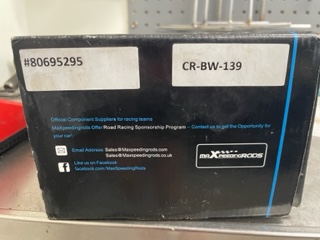 #80695295
CR-BW-139
Official Component Suppliers for racing teams
MaXpeedingRods Offer Road Racing Sponsorship Program - Contact us to get the Opportunity for
your car!
Email Address: Sales@Maxspeedingrods.com
Sales@Maxspeedingrods.co.uk
Like us on Facebook
facebook.com/MaxSpeedingRods
MAXPEEDINGRODS